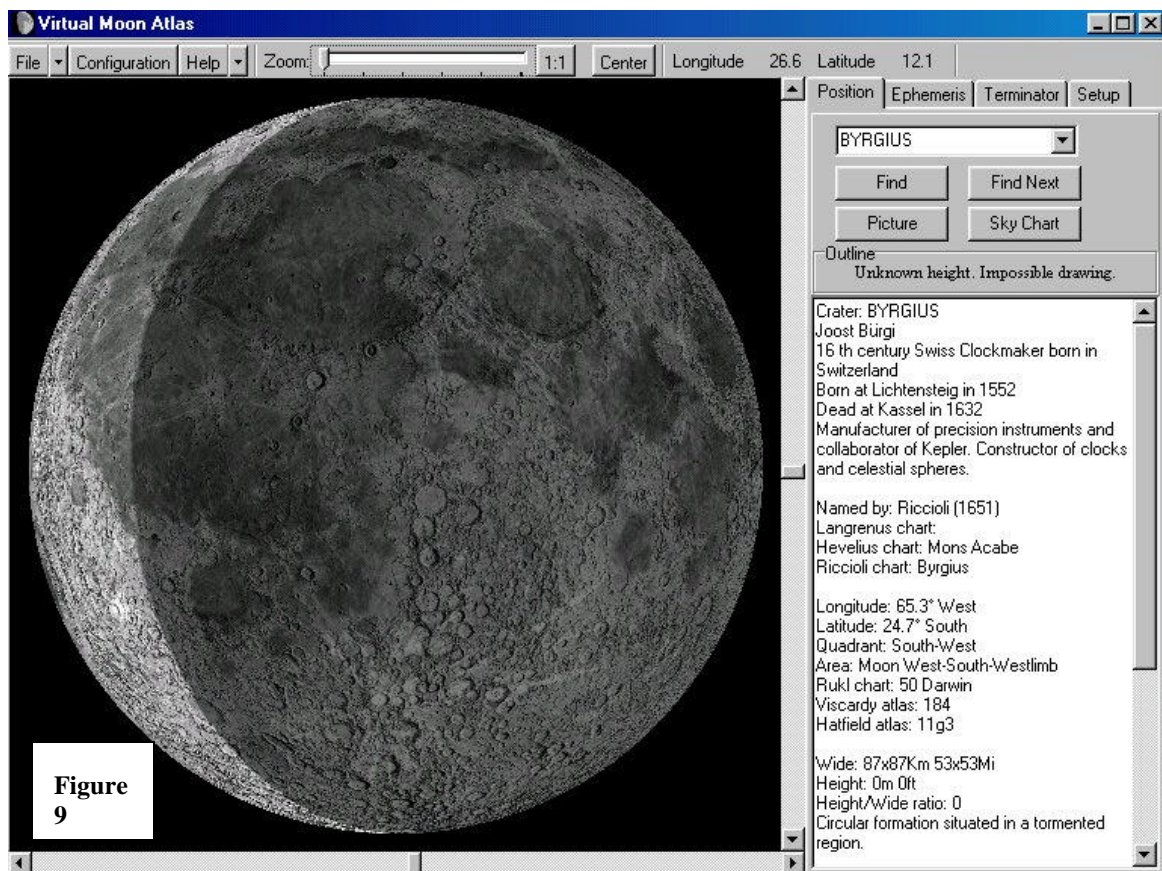 Virtual Moon Atlas
File Configuration Help Zoom: 1:1 Center Longitude 26.6 Latitude 12.1
Position Ephemeris Terminator Setup
BYRGIUS
Find Find Next
Picture Sky Chart
Outline
Unknown height. Impossible drawing.
Crater: BYRGIUS
Joost Bürgi
16 th century Swiss Clockmaker born in
Switzerland
Born at Lichtensteig in 1552
Dead at Kassel in 1632
Manufacturer of precision instruments and
collaborator of Kepler. Constructor of clocks
and celestial spheres.
Named by: Riccioli (1651)
Langrenus chart:
Hevelius chart: Mons Acabe
Riccioli chart: Byrgius
Longitude: 65.3° West
Latitude: 24.7° South
Quadrant: South-West
Area: Moon West-South-Westlimb
Rukl chart: 50 Darwin
Viscardy atlas: 184
Hatfield atlas: 11g3
Wide: 87x87Km 53x53Mi
Height: 0m 0ft
Height/Wide ratio: 0
Circular formation situated in a tormented
region.
Figure
9